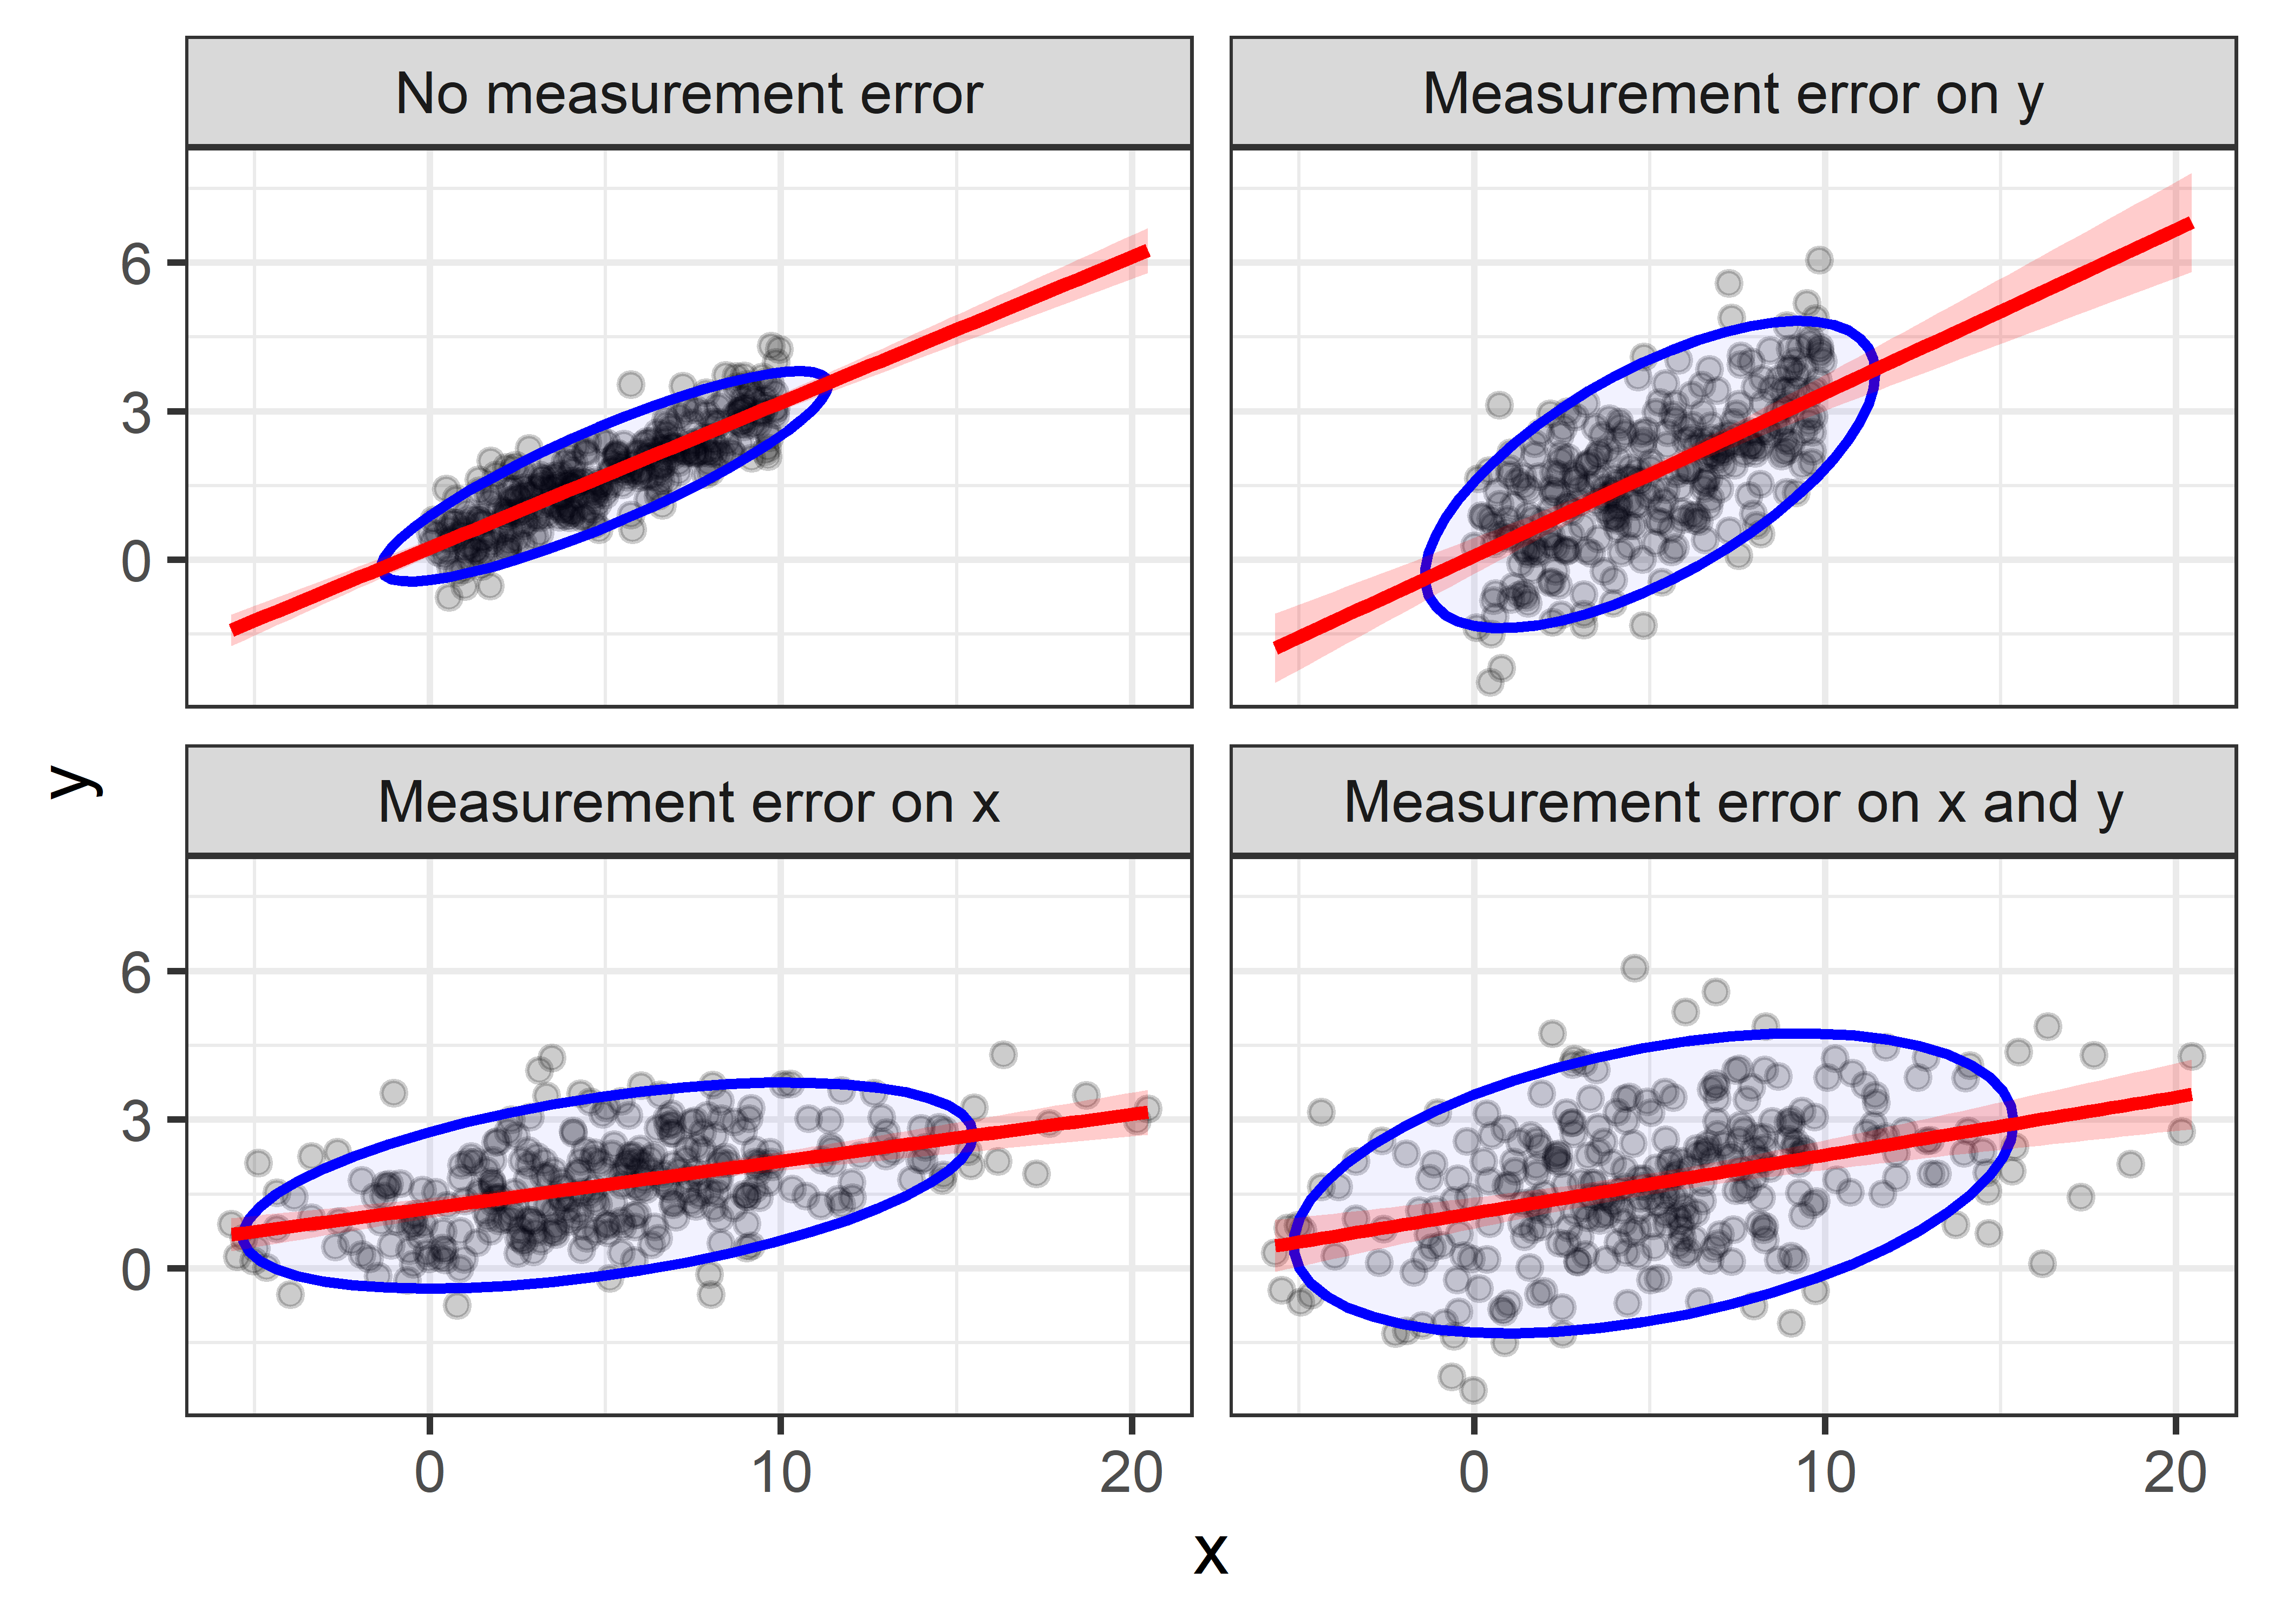 No measurement error
Measurement error on y
6
3
0
Measurement error on x
Measurement error on x and y
6
3
0
0
10
20
0
10
20
x
y